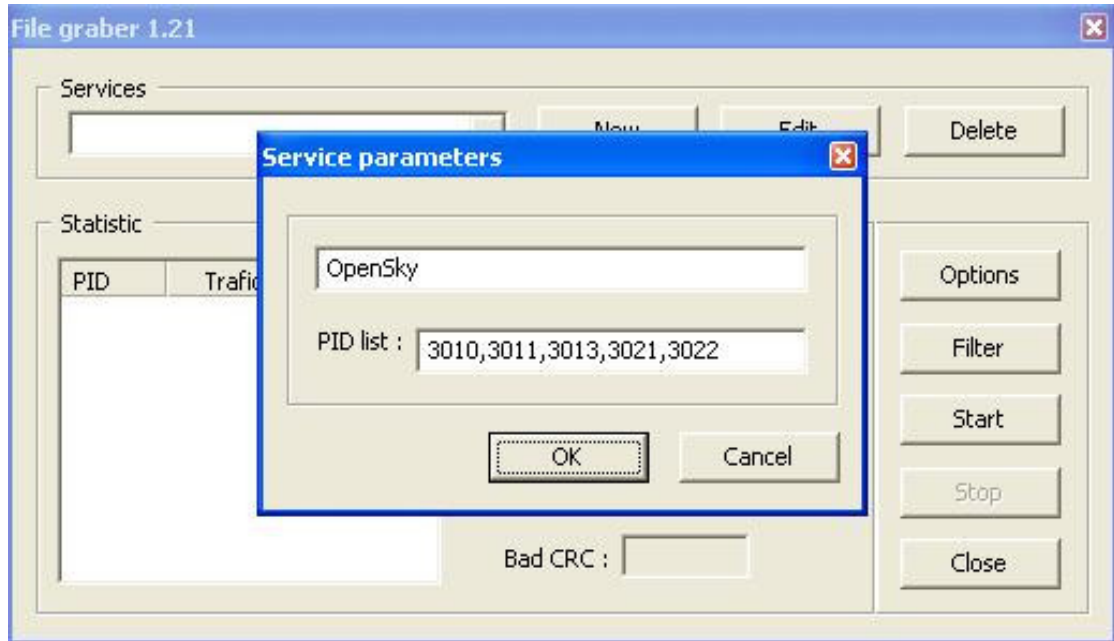 File graber 1.21
Services
Delete
Service parameters
Statistic
PID
OpenSky
PID list :
3010,3011,3013,3021,3022
OK
Cancel
Bad CRC :
Options
Filter
Start
Stop
Close